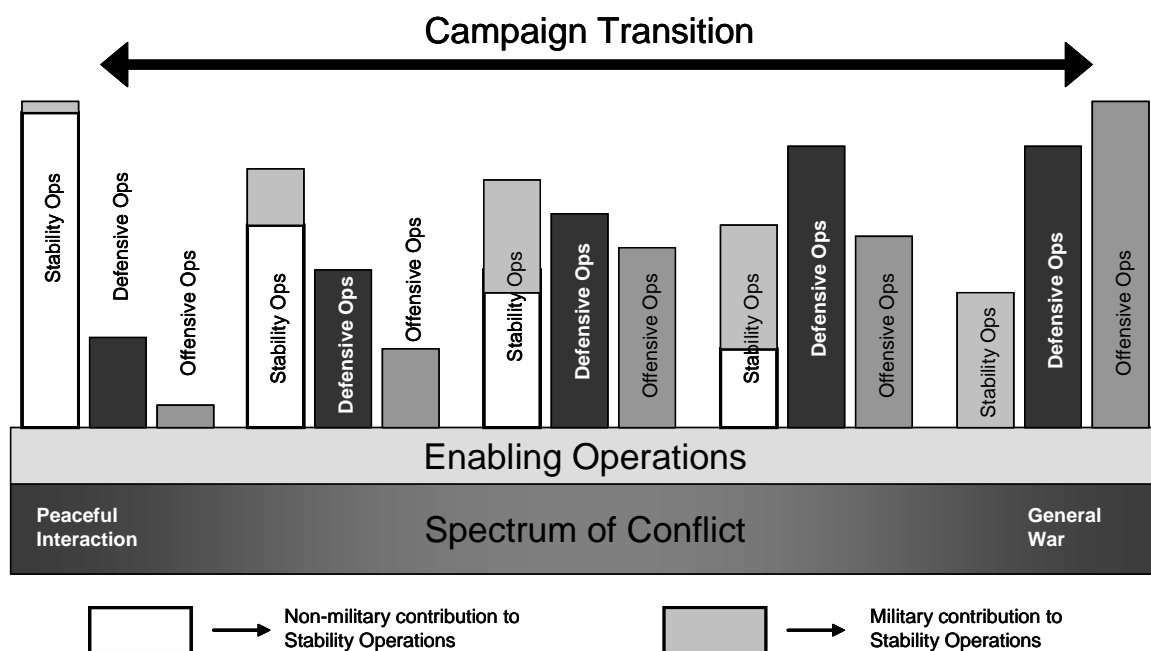 Campaign Transition
Stability Ops
Defensive Ops
Offensive Ops
Stability Ops
Defensive Ops
Offensive Ops
Stability Ops
Defensive Ops
Offensive Ops
Stability Ops
Defensive Ops
Offensive Ops
Stability Ops
Defensive Ops
Offensive Ops
Enabling Operations
Peaceful
Interaction
Spectrum of Conflict
General
War
Non-military contribution to
Stability Operations
Military contribution to
Stability Operations